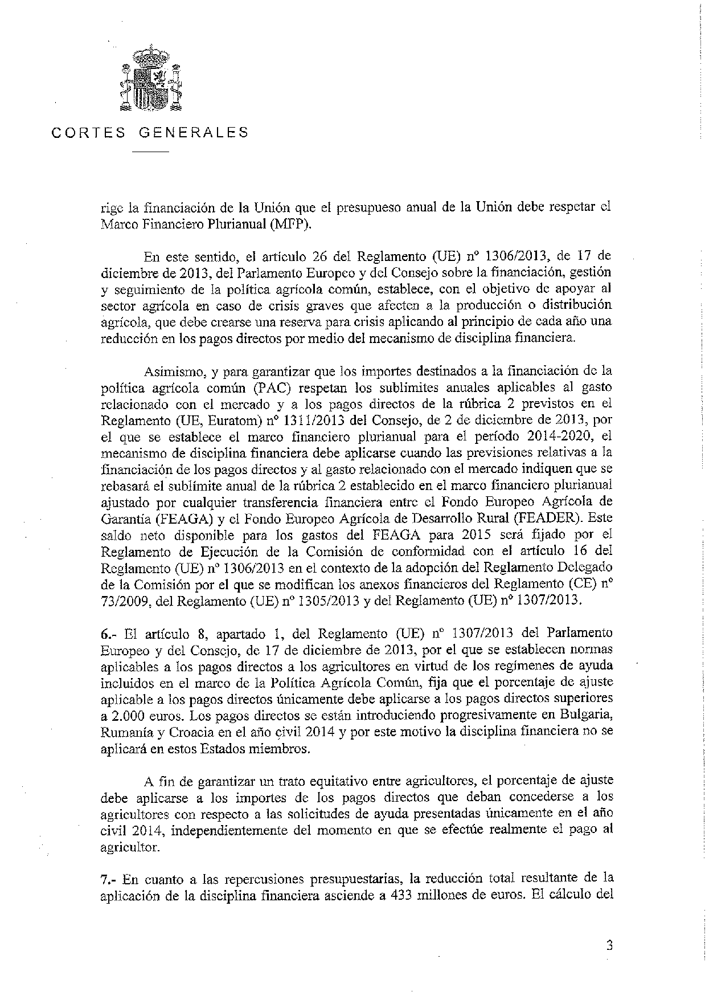 CORTES GENERALES
rige la financiación de la Unión que el presupueso anual de la Unión debe respetar el
Marco Financiero Plurianual (MFP).
En este sentido, el artículo 26 del Reglamento (UE) nº 1306/2013, de 17 de
diciembre de 2013, del Parlamento Europeo y del Consejo sobre la financiación, gestión
y seguimiento de la política agrícola común, establece, con el objetivo de apoyar al
sector agrícola en caso de crisis graves que afecten a la producción o distribución
agrícola, que debe crearse una reserva para crisis aplicando al principio de cada año una
reducción en los pagos directos por medio del mecanismo de disciplina financiera.
Asimismo, y para garantizar que los importes destinados a la financiación de la
política agrícola común (PAC) respetan los sublimites anuales aplicables al gasto
relacionado con el mercado y a los pagos directos de la rúbrica 2 previstos en el
Reglamento (UE, Euratom) nº 1311/2013 del Consejo, de 2 de diciembre de 2013, por
el que se establece el marco financiero plurianual para el período 2014-2020, el
mecanismo de disciplina financiera debe aplicarse cuando las previsiones relativas a la
financiación de los pagos directos y al gasto relacionado con el mercado indiquen que se
rebasará el sublímite anual de la rúbrica 2 establecido en el marco financiero plurianual
ajustado por cualquier transferencia financiera entre el Fondo Europeo Agrícola de
Garantía (FEAGA) y el Fondo Europeo Agrícola de Desarrollo Rural (FEADER). Este
saldo neto disponible para los gastos del FEAGA para 2015 será fijado por el
Reglamento de Ejecución de la Comisión de conformidad con el artículo 16 del
Reglamento (UE) nº 1306/2013 en el contexto de la adopción del Reglamento Delegado
de la Comisión por el que se modifican los anexos financieros del Reglamento (CE) nº
73/2009, del Reglamento (UE) nº 1305/2013 y del Reglamento (UE) nº 1307/2013.
6.- El artículo 8, apartado 1, del Reglamento (UE) nº 1307/2013 del Parlamento
Europeo y del Consejo, de 17 de diciembre de 2013, por el que se establecen normas
aplicables a los pagos directos a los agricultores en virtud de los regímenes de ayuda
incluidos en el marco de la Política Agrícola Común, fija que el porcentaje de ajuste
aplicable a los pagos directos únicamente debe aplicarse a los pagos directos superiores
a 2.000 euros. Los pagos directos se están introduciendo progresivamente en Bulgaria,
Rumanía y Croacia en el año civil 2014 y por este motivo la disciplina financiera no se
aplicará en estos Estados miembros.
A fin de garantizar un trato equitativo entre agricultores, el porcentaje de ajuste
debe aplicarse a los importes de los pagos directos que deban concederse a los
agricultores con respecto a las solicitudes de ayuda presentadas únicamente en el año
civil 2014, independientemente del momento en que se efectúe realmente el pago al
agricultor.
7.- En cuanto a las repercusiones presupuestarias, la reducción total resultante de la
aplicación de la disciplina financiera asciende a 433 millones de euros. El cálculo del
3